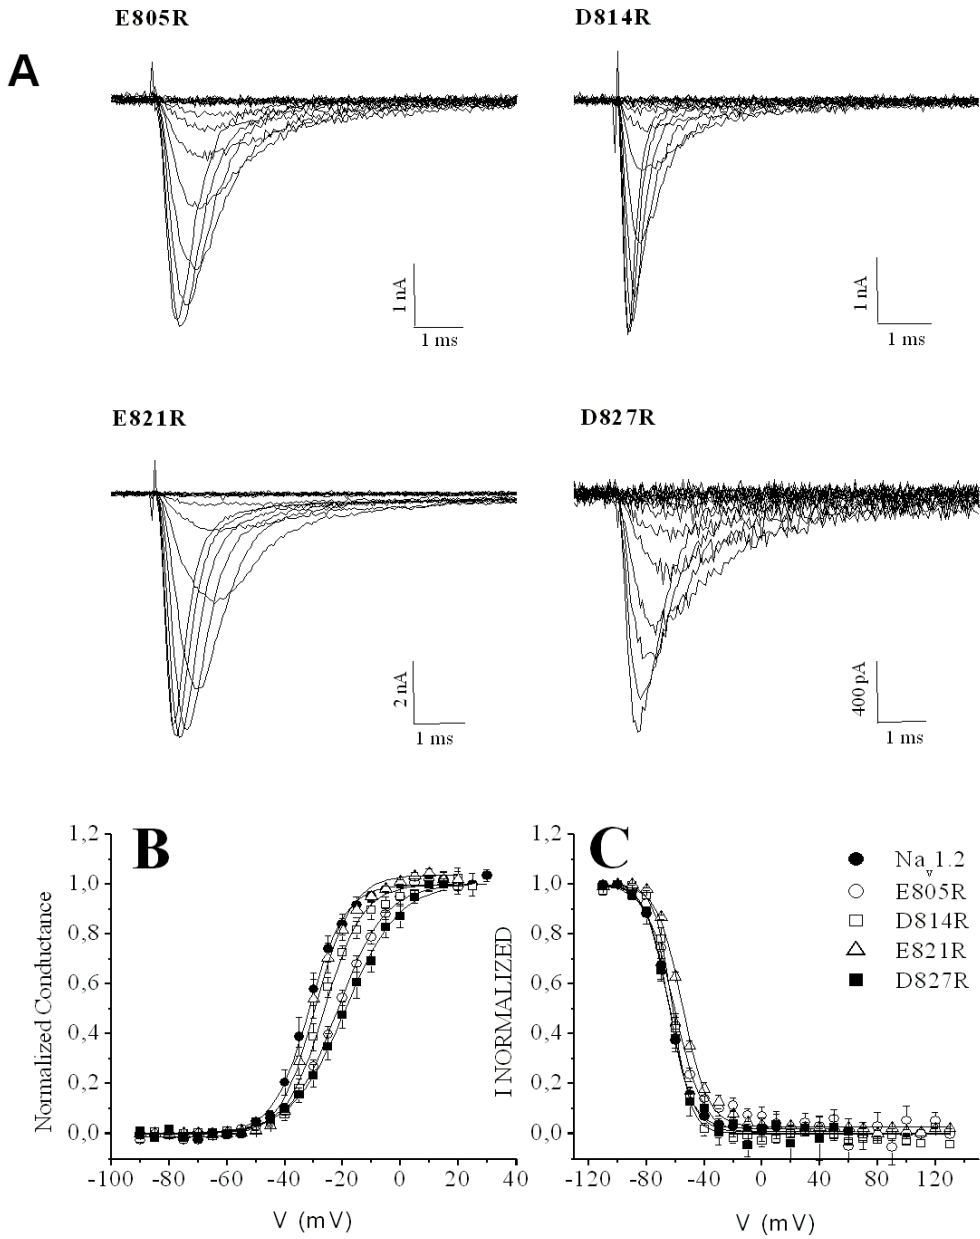 E805R
D814R
A
1 nA
1 ms
1 nA
1 ms
E821R
D827R
2 nA
1 ms
400 pA
1 ms
B
1,2
1,0
0,8
0,6
0,4
0,2
0,0
Normalized Conductance
-100 -80 -60 -40 -20 0 20 40
V (mV)
C
1,2
1,0
0,8
0,6
0,4
0,2
0,0
I NORMALIZED
-120 -80 -40 0 40 80 120
V (mV)
Nav1.2
E805R
D814R
E821R
D827R